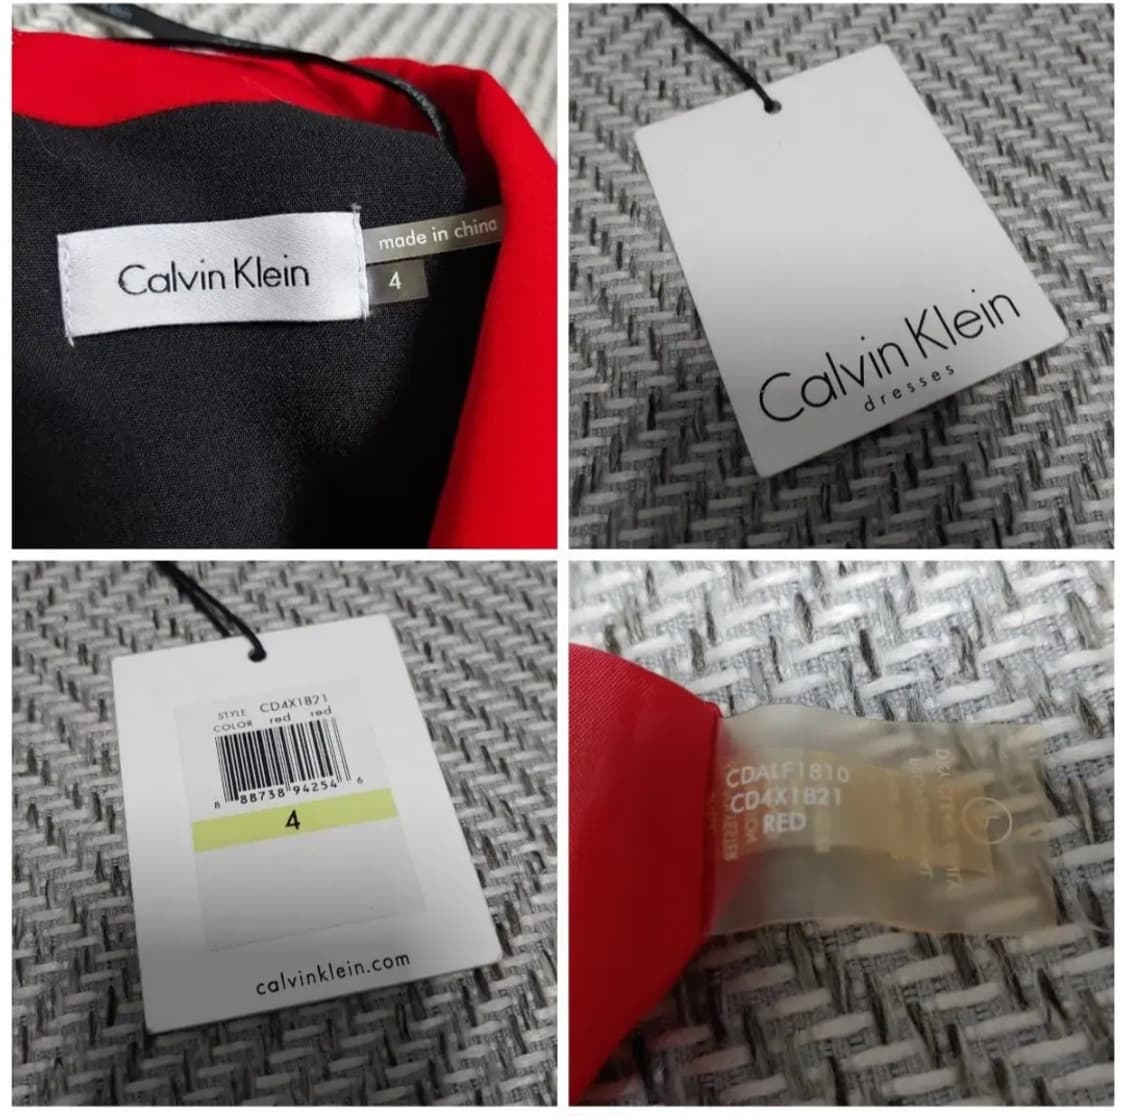 Calvin Klein
made in china
4
Calvin Klein
dresses
STYLE CD4X1B21
COLOR red red
8 88738 94254 6
4
calvinklein.com
CDALF1810
CD4X1B21
RED